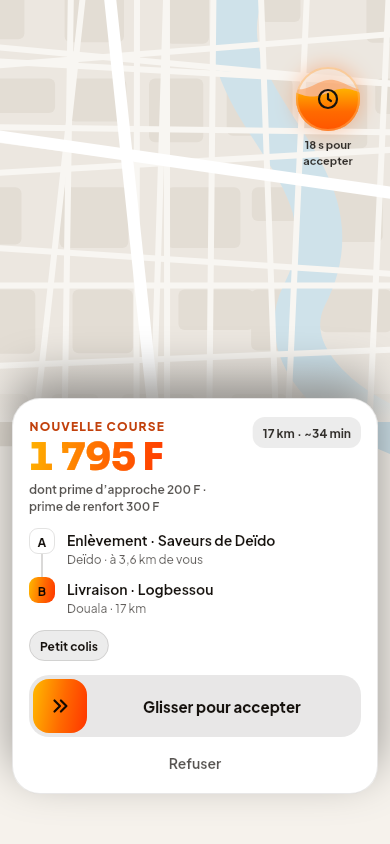 18 s pour
accepter
NOUVELLE COURSE
1 795 F
17 km · ~34 min
dont prime d’approche 200 F ·
prime de renfort 300 F
A
Enlèvement · Saveurs de Deïdo
Deïdo · à 3,6 km de vous
B
Livraison · Logbessou
Douala · 17 km
Petit colis
Glisser pour accepter
Refuser